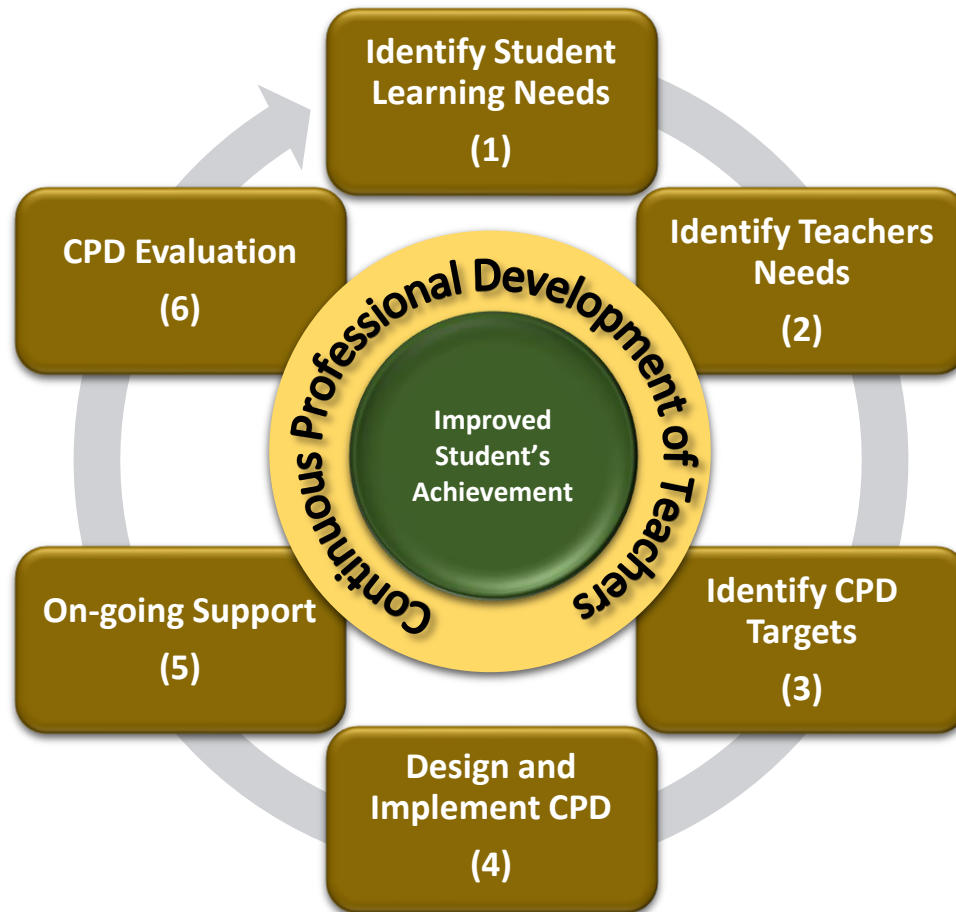 Identify Student
Learning Needs
(1)
Identify Teachers
Needs
(2)
Identify CPD
Targets
(3)
Design and
Implement CPD
(4)
On-going Support
(5)
CPD Evaluation
(6)
Continuous Professional Development of Teachers
Improved
Student’s
Achievement